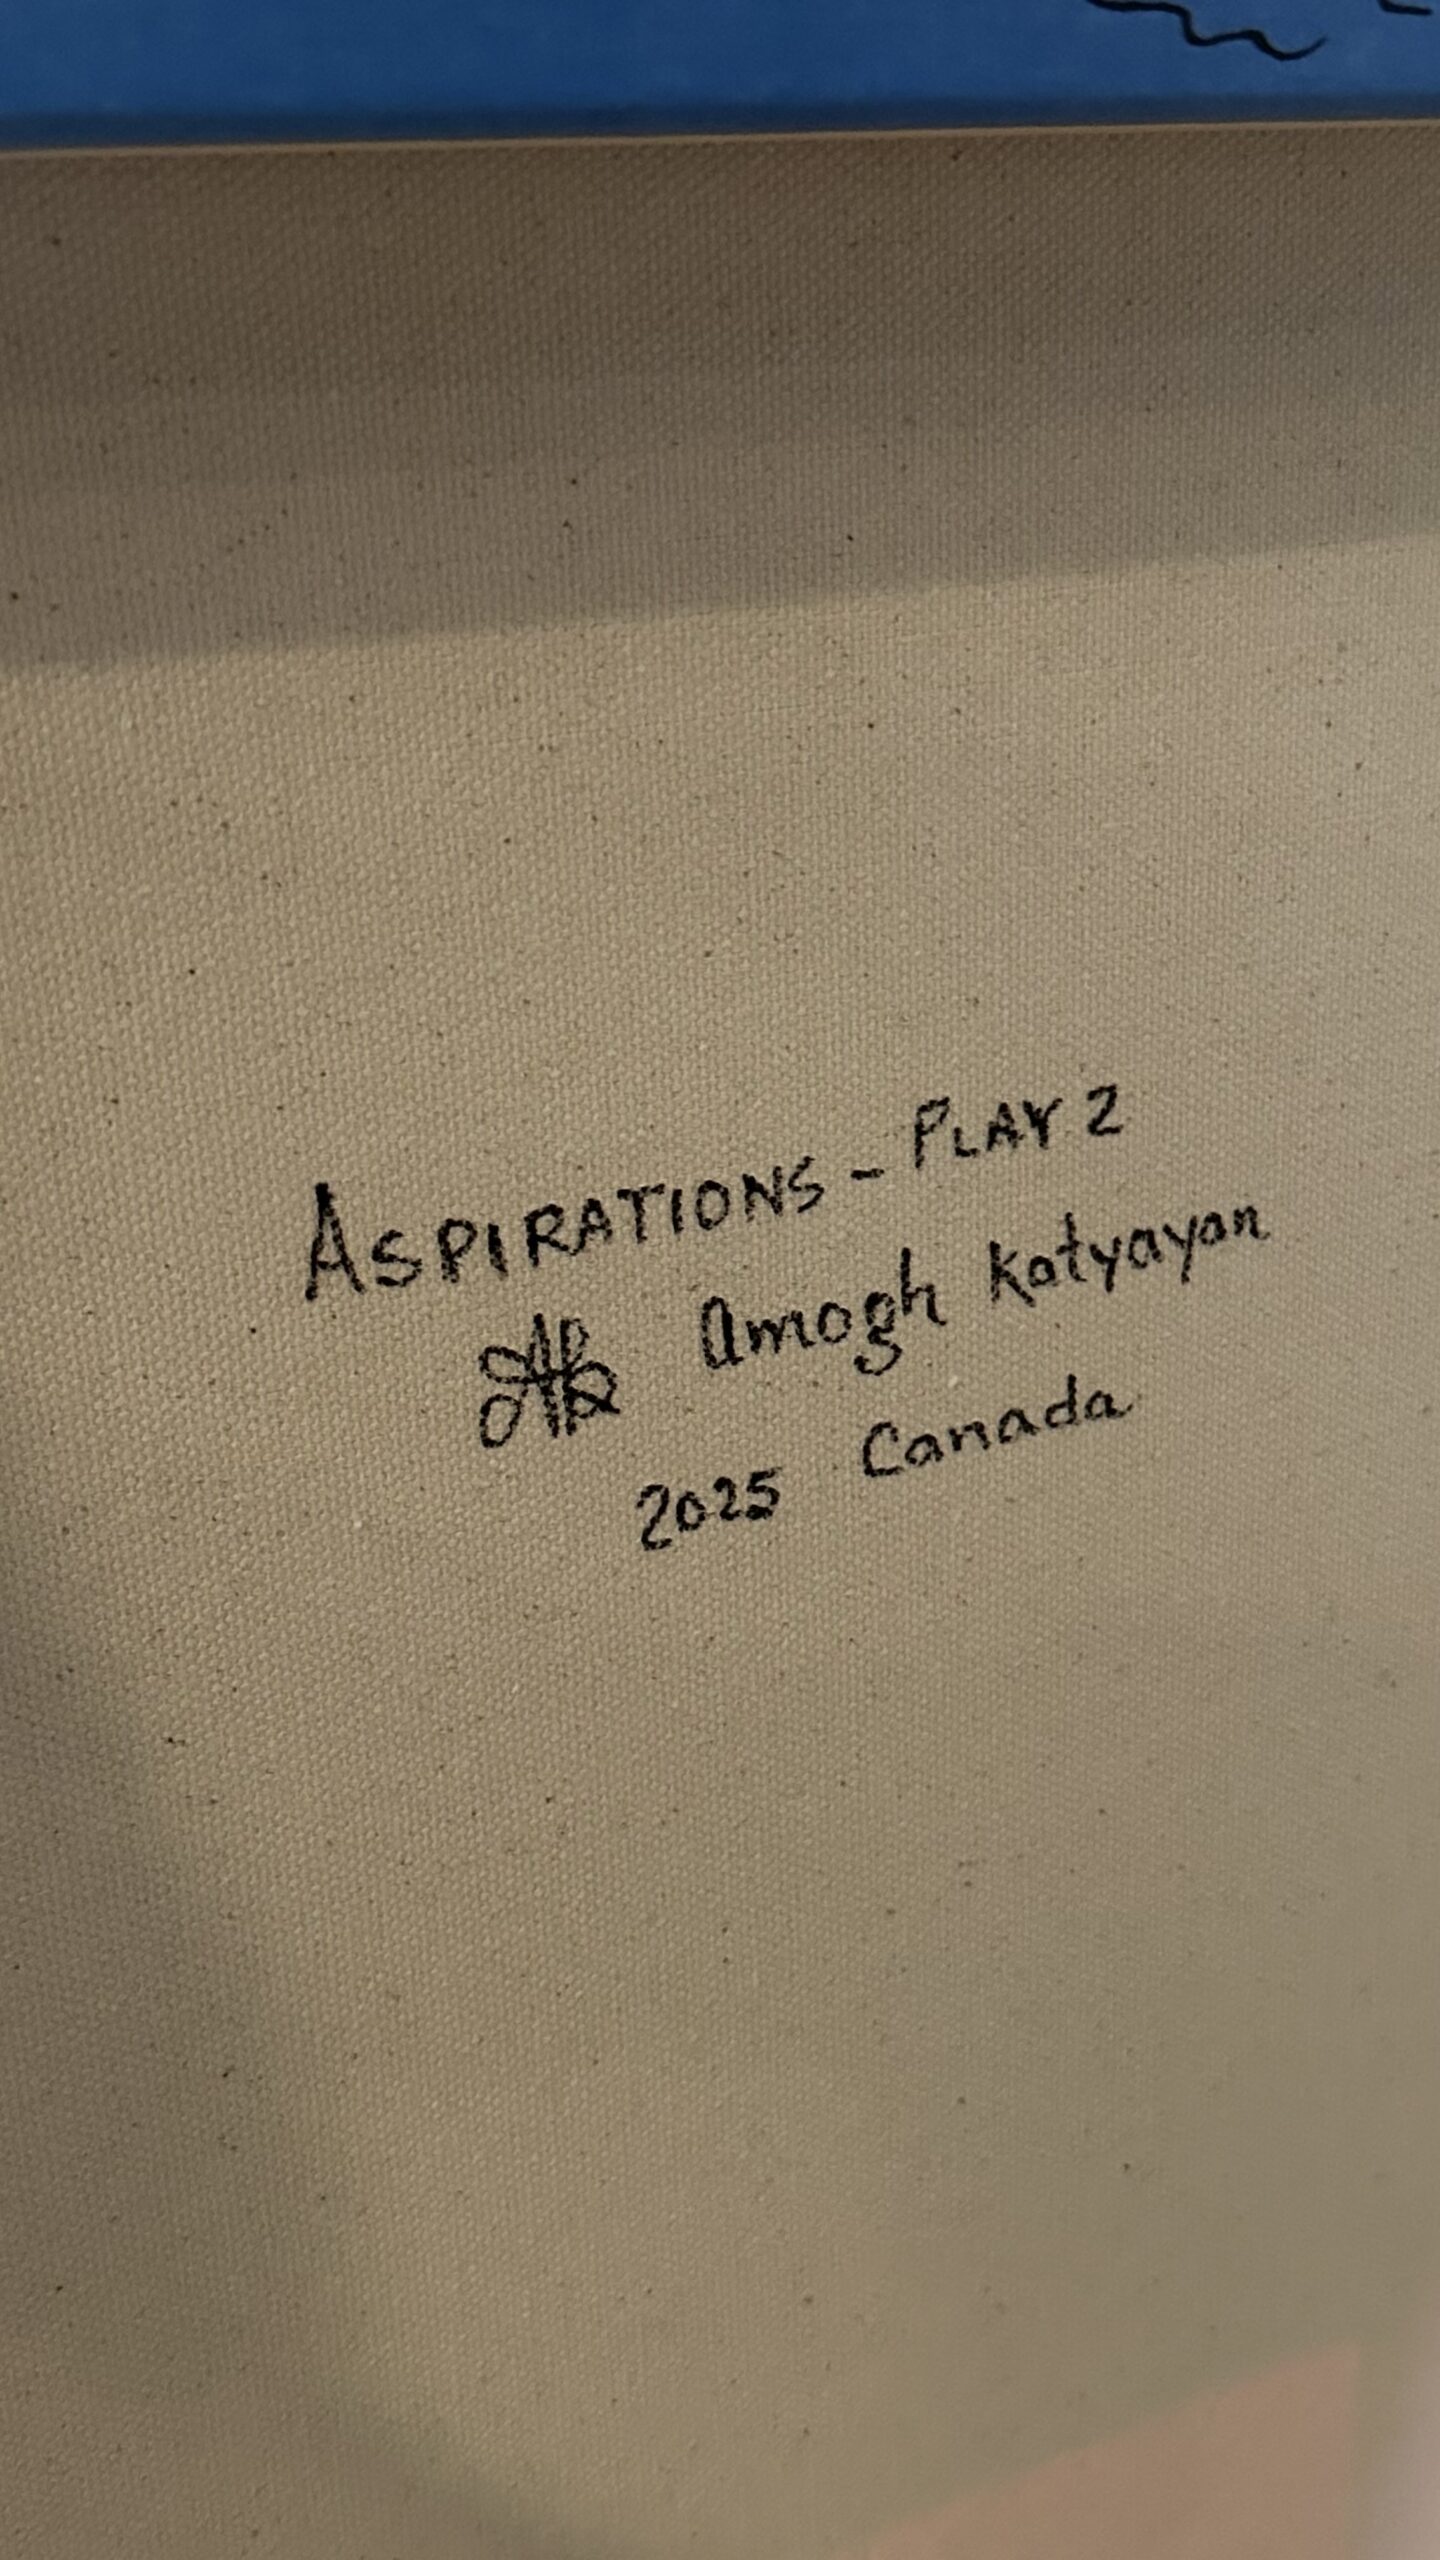 ASPIRATIONS - PLAY 2
Amogh Katyayan
2025 Canada